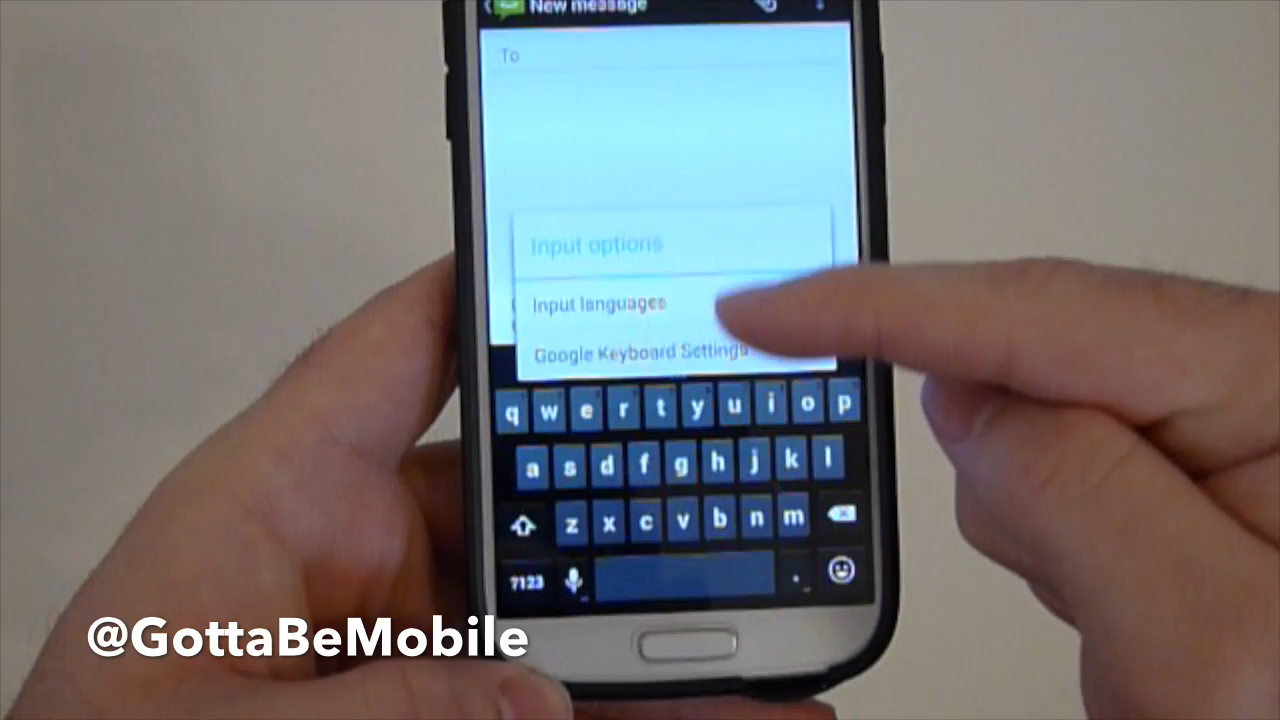 New message
To
Input options
Input languages
Google Keyboard Settings
q w e r t y u i o p
a s d f g h j k l
z x c v b n m
?123 .
@GottaBeMobile